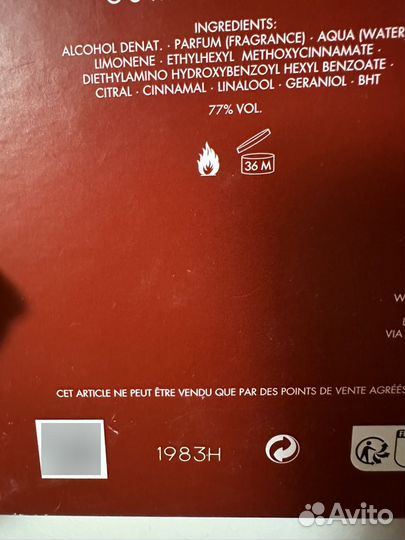 INGREDIENTS:
ALCOHOL DENAT. · PARFUM (FRAGRANCE) · AQUA (WATER
LIMONENE · ETHYLHEXYL METHOXYCINNAMATE ·
DIETHYLAMINO HYDROXYBENZOYL HEXYL BENZOATE ·
CITRAL · CINNAMAL · LINALOOL · GERANIOL · BHT
77% VOL.
36 M
W
VIA
CET ARTICLE NE PEUT ÊTRE VENDU QUE PAR DES POINTS DE VENTE AGRÉÉS
1983H
Avito